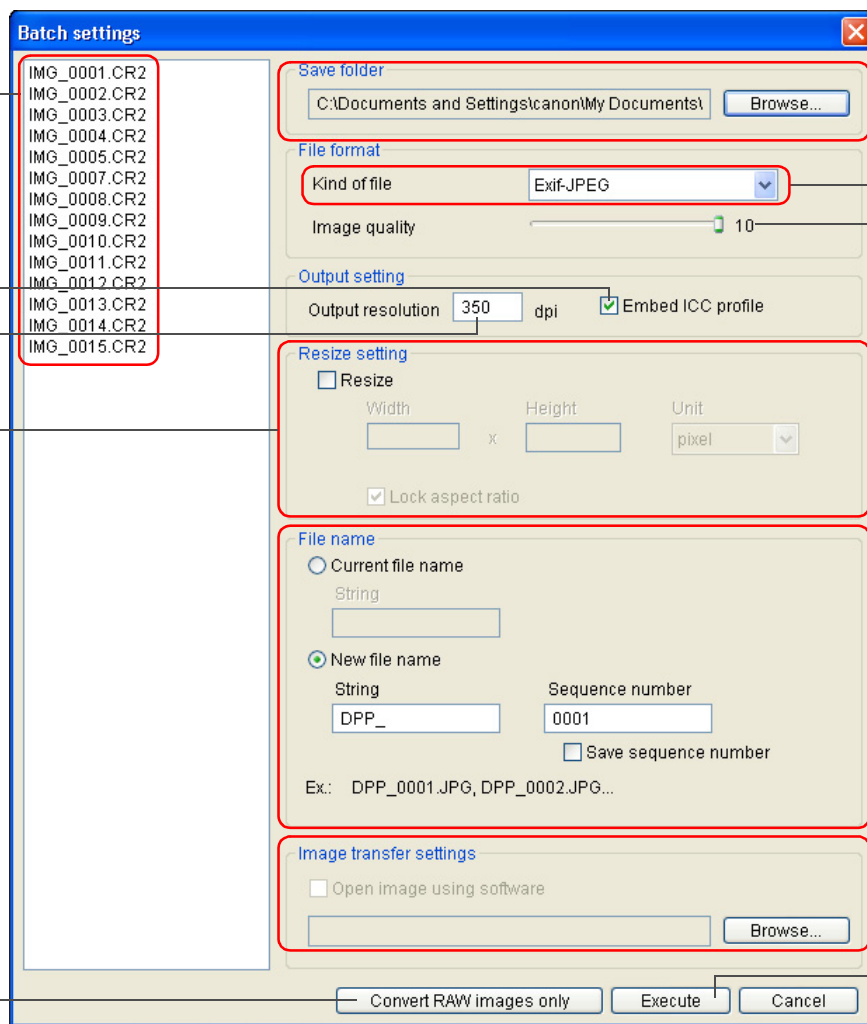 Batch settings
IMG_0001.CR2
IMG_0002.CR2
IMG_0003.CR2
IMG_0004.CR2
IMG_0005.CR2
IMG_0007.CR2
IMG_0008.CR2
IMG_0009.CR2
IMG_0010.CR2
IMG_0011.CR2
IMG_0012.CR2
IMG_0013.CR2
IMG_0014.CR2
IMG_0015.CR2
Save folder
C:\Documents and Settings\canon\My Documents\ Browse...
File format
Kind of file Exif-JPEG
Image quality 10
Output setting
Output resolution 350 dpi Embed ICC profile
Resize setting
Resize
Width Height Unit
x pixel
Lock aspect ratio
File name
Current file name
String
New file name
String Sequence number
DPP_ 0001
Save sequence number
Ex.: DPP_0001.JPG, DPP_0002.JPG...
Image transfer settings
Open image using software
Browse...
Convert RAW images only Execute Cancel